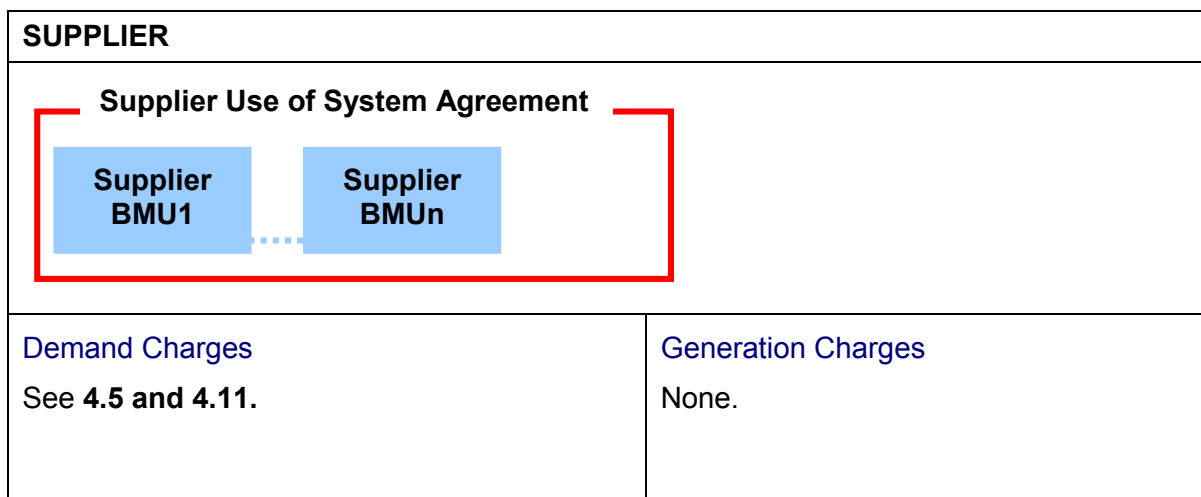 SUPPLIER
Supplier Use of System Agreement
Supplier
BMU1
Supplier
BMUn
Demand Charges
See 4.5 and 4.11.
Generation Charges
None.